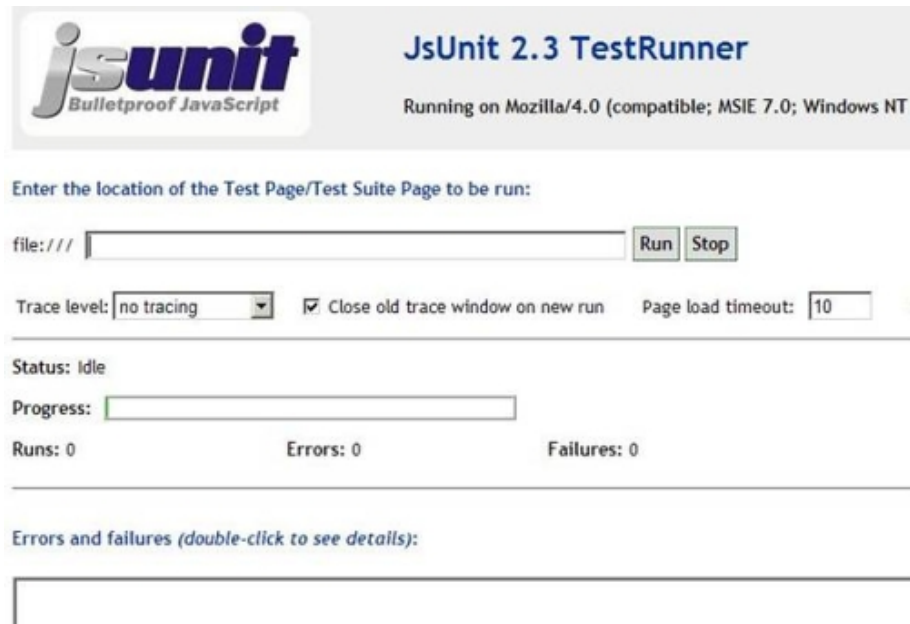 jsunit
Bulletproof JavaScript
JsUnit 2.3 TestRunner
Running on Mozilla/4.0 (compatible; MSIE 7.0; Windows NT
Enter the location of the Test Page/Test Suite Page to be run:
file:/// Run Stop
Trace level: no tracing Close old trace window on new run Page load timeout: 10
Status: Idle
Progress:
Runs: 0 Errors: 0 Failures: 0
Errors and failures (double-click to see details):